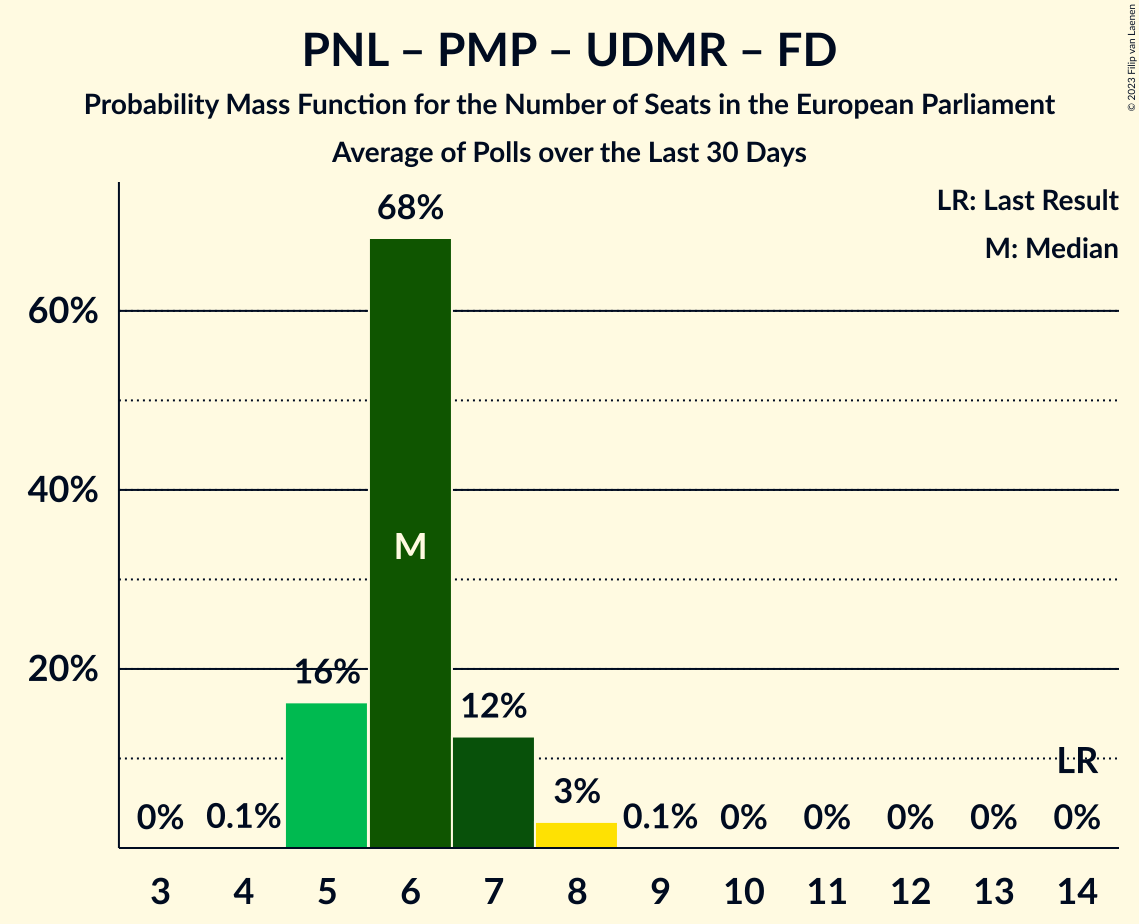 PNL – PMP – UDMR – FD
Probability Mass Function for the Number of Seats in the European Parliament
Average of Polls over the Last 30 Days
© 2023 Filip van Laenen
LR: Last Result
M: Median
68%
60%
40%
M
20%
16%
12%
LR
3%
0% 0.1% 0.1% 0% 0% 0% 0% 0%
3 4 5 6 7 8 9 10 11 12 13 14